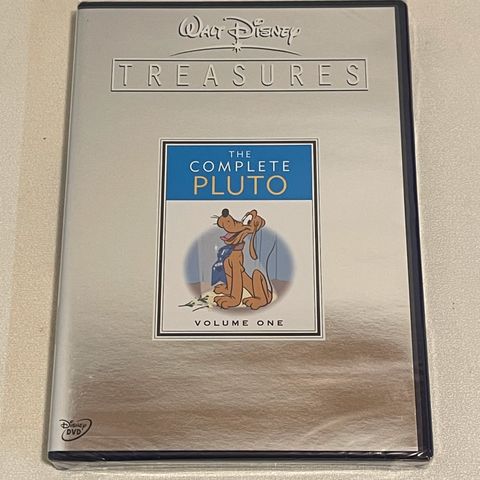 WALT DISNEY
TREASURES
THE
COMPLETE
PLUTO
VOLUME ONE
DISNEY
DVD